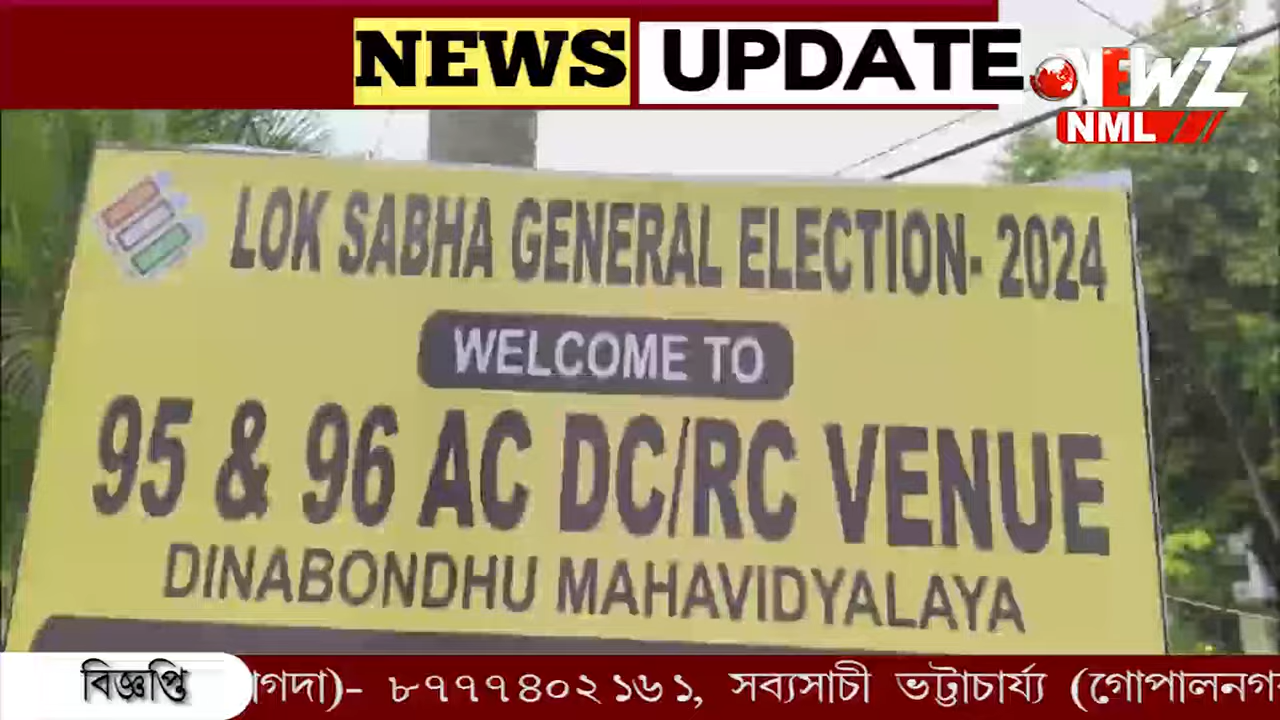 NEWS UPDATE
NEWZ
NML
LOK SABHA GENERAL ELECTION- 2024
WELCOME TO
95 & 96 AC DC/RC VENUE
DINABONDHU MAHAVIDYALAYA
বিজ্ঞপ্তি গদা)- ৮৭৭৭৪০২১৬১, সব্যসাচী ভট্টাচার্য্য (গোপালনগ